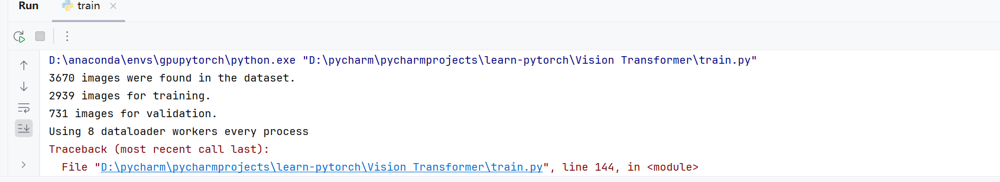 Run train
D:\anaconda\envs\gpupytorch\python.exe "D:\pycharm\pycharmprojects\learn-pytorch\Vision Transformer\train.py"
3670 images were found in the dataset.
2939 images for training.
731 images for validation.
Using 8 dataloader workers every process
Traceback (most recent call last):
  File "D:\pycharm\pycharmprojects\learn-pytorch\Vision Transformer\train.py", line 144, in <module>